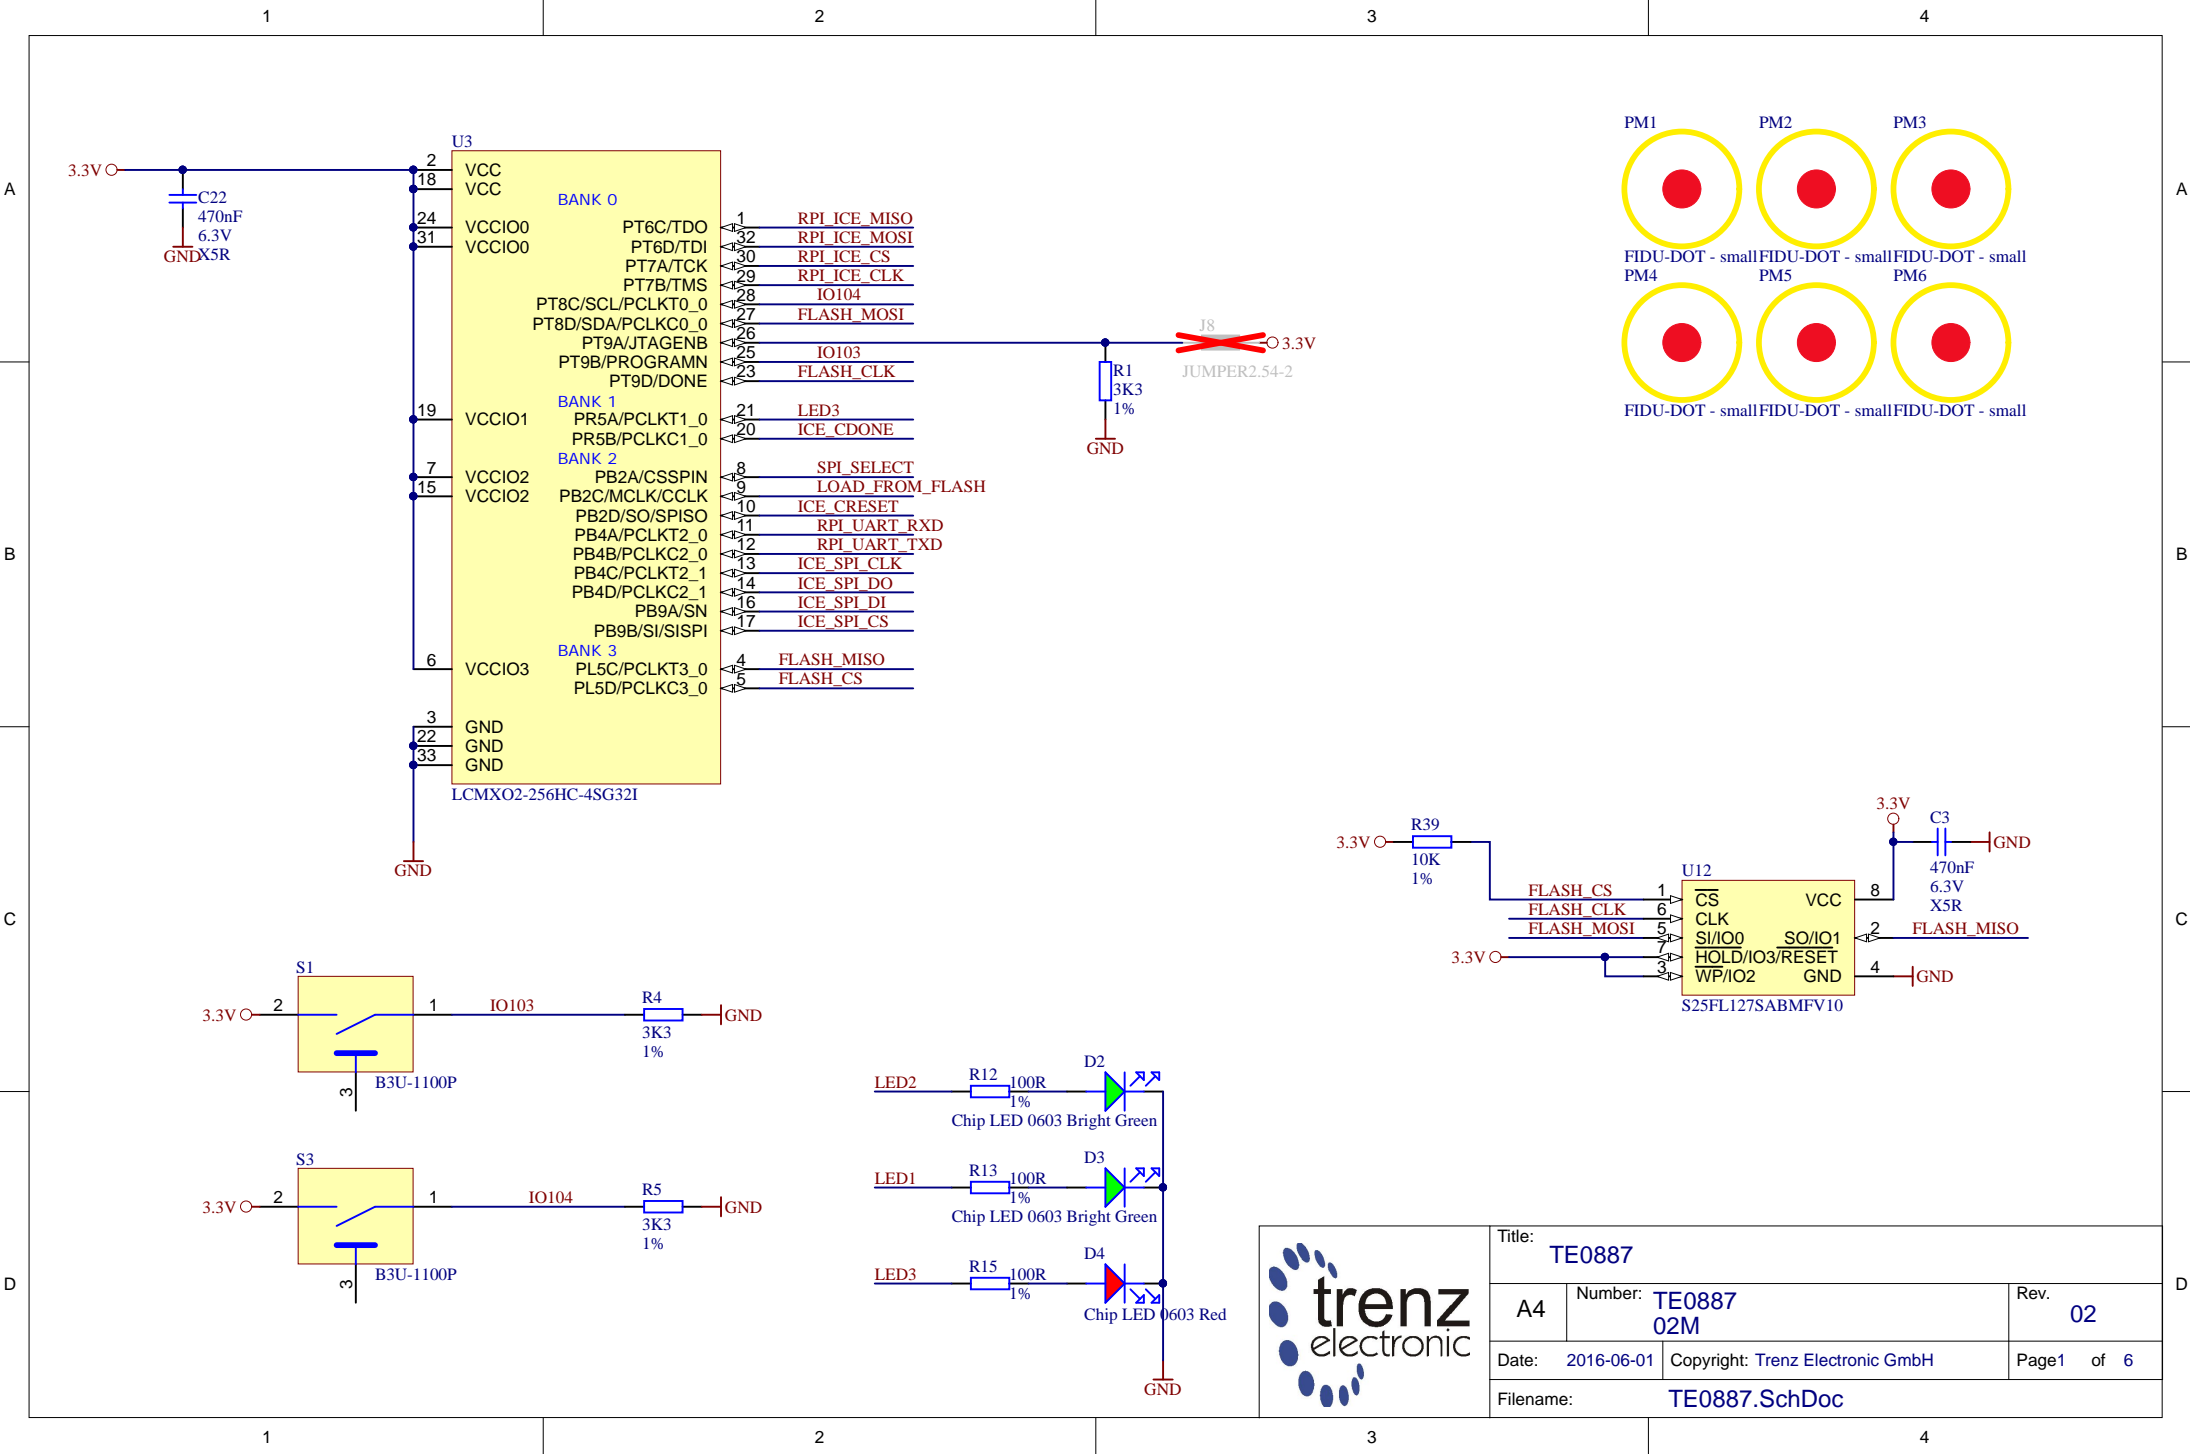 1 2 3 4
A A
B B
C C
D D
1 2 3 4
3.3V
C22
470nF
6.3V
X5R
GND
U3
2 VCC
18 VCC
24 VCCIO0
31 VCCIO0
19 VCCIO1
7 VCCIO2
15 VCCIO2
6 VCCIO3
3 GND
22 GND
33 GND
GND
BANK 0
PT6C/TDO 1 RPI_ICE_MISO
PT6D/TDI 32 RPI_ICE_MOSI
PT7A/TCK 30 RPI_ICE_CS
PT7B/TMS 29 RPI_ICE_CLK
PT8C/SCL/PCLKT0_0 28 IO104
PT8D/SDA/PCLKC0_0 27 FLASH_MOSI
PT9A/JTAGENB 26
PT9B/PROGRAMN 25 IO103
PT9D/DONE 23 FLASH_CLK
BANK 1
PR5A/PCLKT1_0 21 LED3
PR5B/PCLKC1_0 20 ICE_CDONE
BANK 2
PB2A/CSSPIN 8 SPI_SELECT
PB2C/MCLK/CCLK 9 LOAD_FROM_FLASH
PB2D/SO/SPISO 10 ICE_CRESET
PB4A/PCLKT2_0 11 RPI_UART_RXD
PB4B/PCLKC2_0 12 RPI_UART_TXD
PB4C/PCLKT2_1 13 ICE_SPI_CLK
PB4D/PCLKC2_1 14 ICE_SPI_DO
PB9A/SN 16 ICE_SPI_DI
PB9B/SI/SISPI 17 ICE_SPI_CS
BANK 3
PL5C/PCLKT3_0 4 FLASH_MISO
PL5D/PCLKC3_0 5 FLASH_CS
LCMXO2-256HC-4SG32I
J8
3.3V
JUMPER2.54-2
R1
3K3
1%
GND
PM1 PM2 PM3
FIDU-DOT - small FIDU-DOT - small FIDU-DOT - small
PM4 PM5 PM6
FIDU-DOT - small FIDU-DOT - small FIDU-DOT - small
3.3V
R39
10K
1%
3.3V
C3
GND
470nF
6.3V
X5R
U12
FLASH_CS 1 CS VCC 8
FLASH_CLK 6 CLK
FLASH_MOSI 5 SI/IO0 SO/IO1 2 FLASH_MISO
3.3V 7 HOLD/IO3/RESET
3 WP/IO2 GND 4 GND
S25FL127SABMFV10
S1
3.3V 2 1 IO103 R4 GND
3K3
1%
3 B3U-1100P
S3
3.3V 2 1 IO104 R5 GND
3K3
1%
3 B3U-1100P
LED2 R12 100R D2
1%
Chip LED 0603 Bright Green
LED1 R13 100R D3
1%
Chip LED 0603 Bright Green
LED3 R15 100R D4
1%
Chip LED 0603 Red
GND
trenz
electronic
Title: TE0887
A4 Number: TE0887
02M
Rev. 02
Date: 2016-06-01 Copyright: Trenz Electronic GmbH Page1 of 6
Filename: TE0887.SchDoc